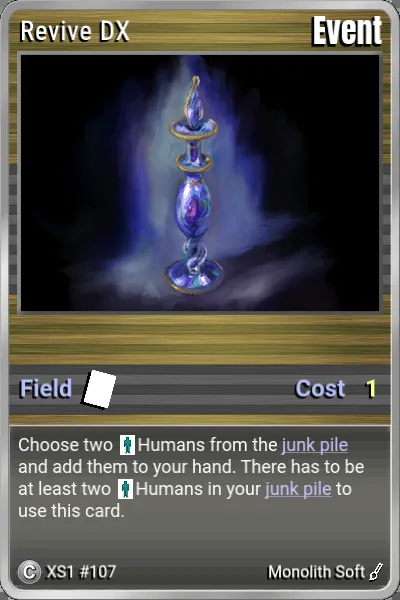 Revive DX
Event
Field
Cost 1
Choose two Humans from the junk pile
and add them to your hand. There has to be
at least two Humans in your junk pile to
use this card.
C XS1 #107
Monolith Soft